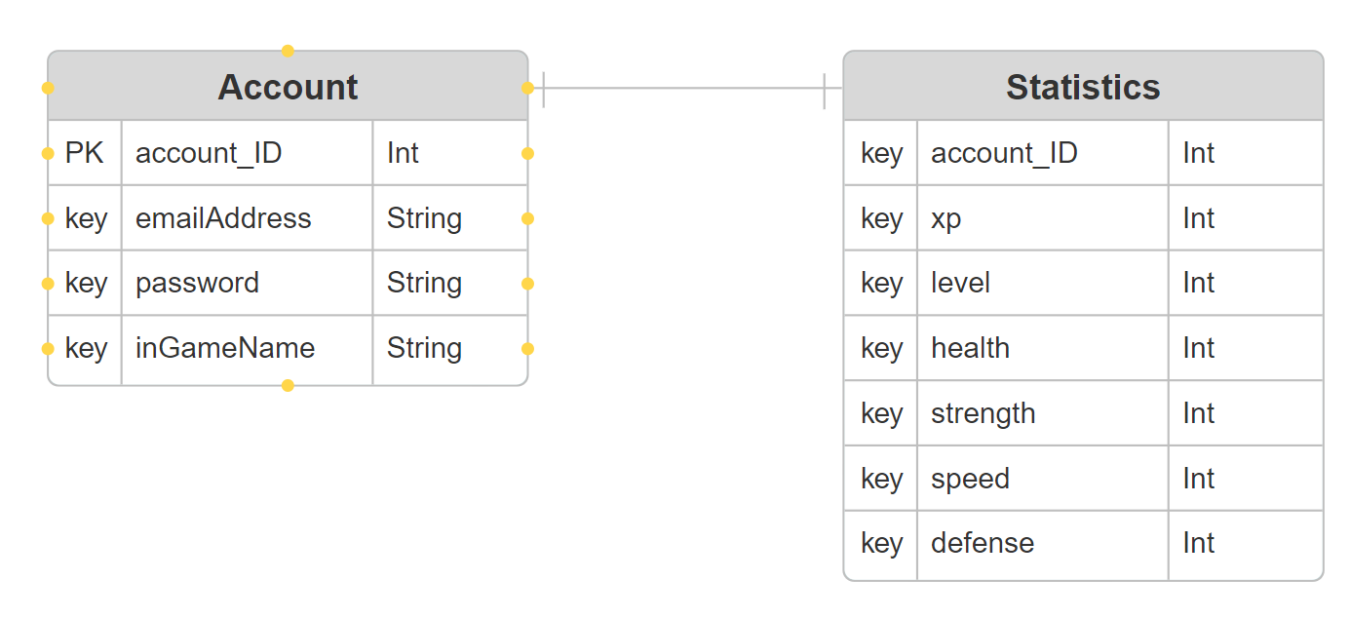 Account
PK account_ID Int
key emailAddress String
key password String
key inGameName String
Statistics
key account_ID Int
key xp Int
key level Int
key health Int
key strength Int
key speed Int
key defense Int